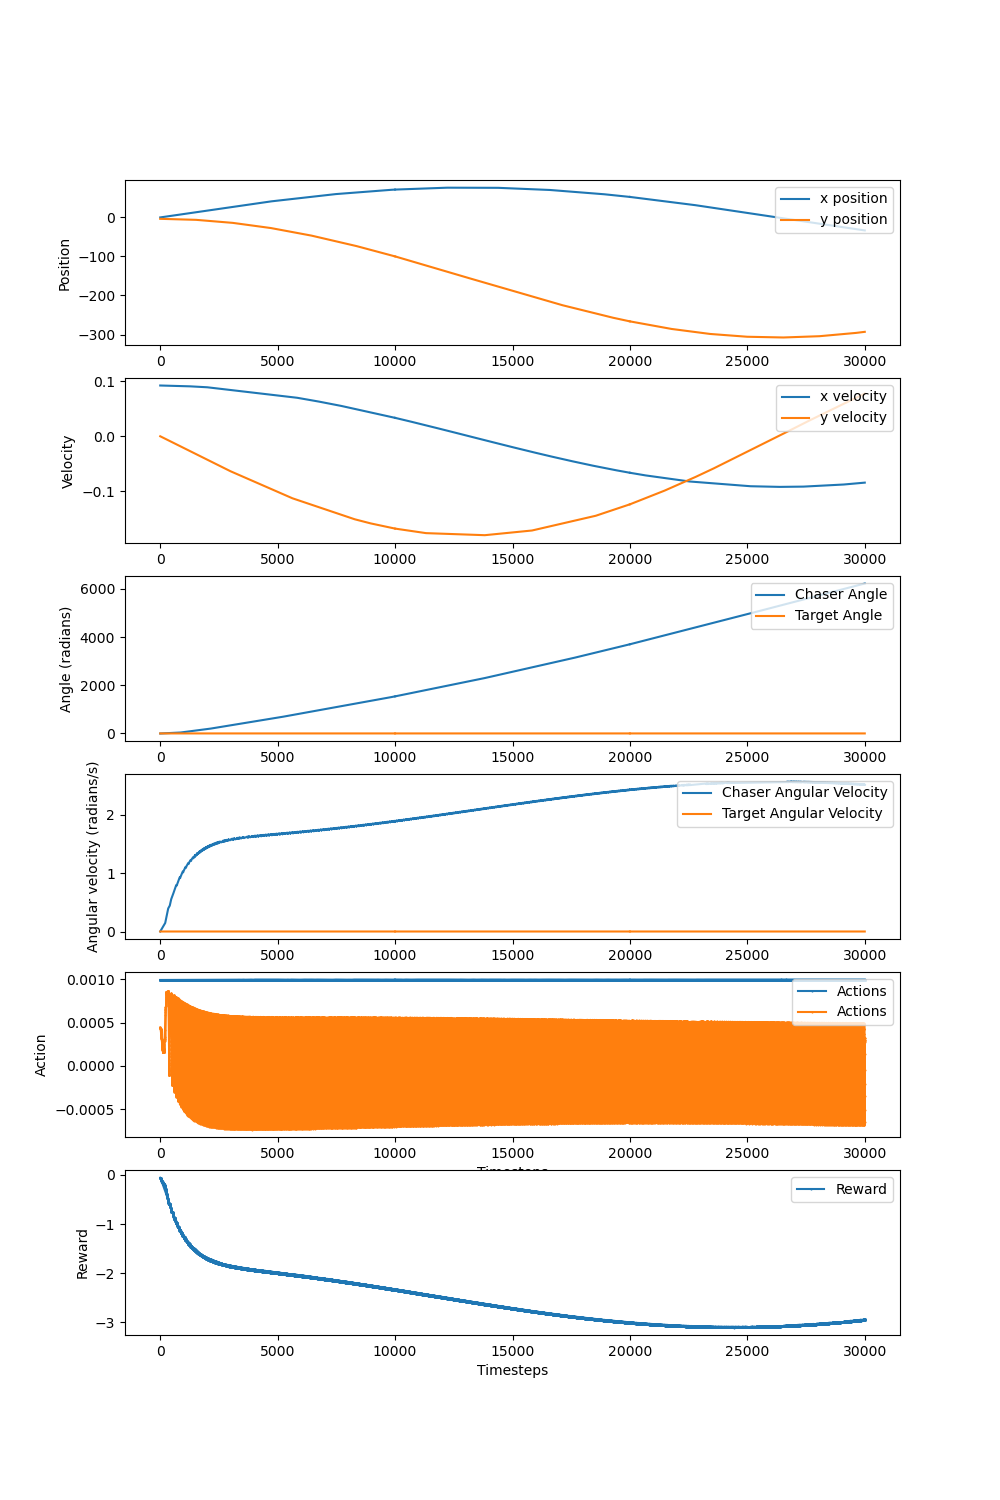 x position
y position
Position
0
−100
−200
−300
0 5000 10000 15000 20000 25000 30000
x velocity
y velocity
Velocity
0.1
0.0
−0.1
0 5000 10000 15000 20000 25000 30000
Chaser Angle
Target Angle
Angle (radians)
6000
4000
2000
0
0 5000 10000 15000 20000 25000 30000
Chaser Angular Velocity
Target Angular Velocity
Angular velocity (radians/s)
2
1
0
0 5000 10000 15000 20000 25000 30000
Actions
Actions
Action
0.0010
0.0005
0.0000
−0.0005
0 5000 10000 15000 20000 25000 30000
Timesteps
Reward
Reward
0
−1
−2
−3
0 5000 10000 15000 20000 25000 30000
Timesteps